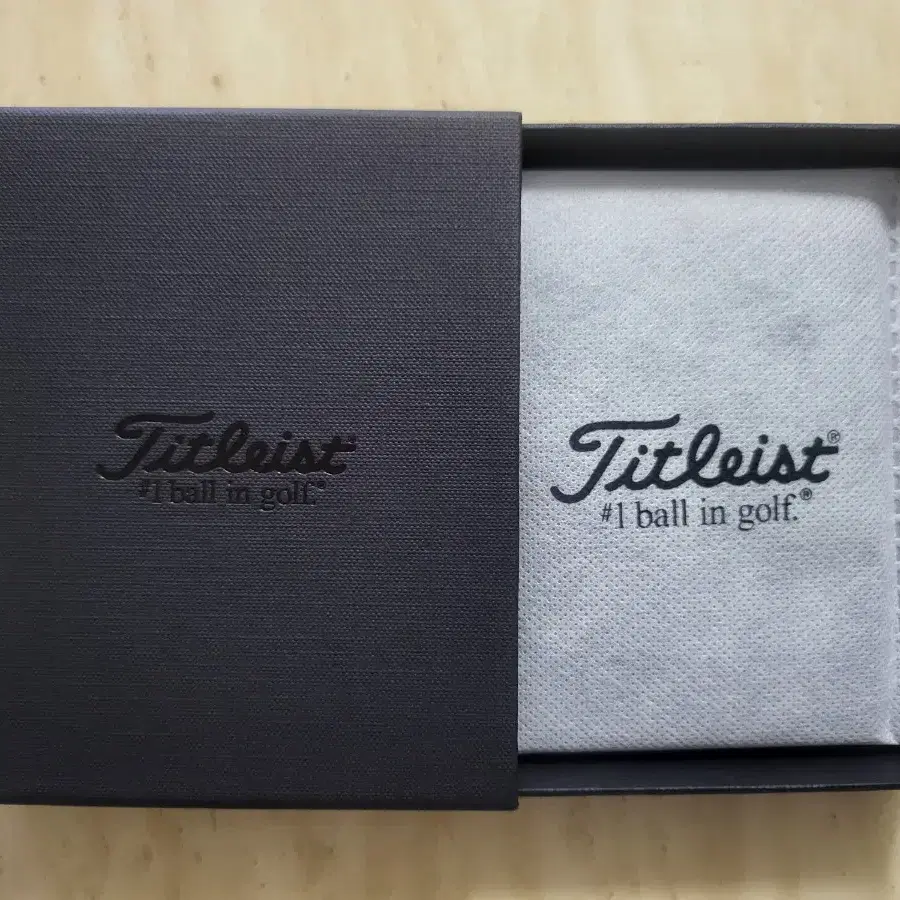 Titleist
#1 ball in golf.®
Titleist®
#1 ball in golf.®